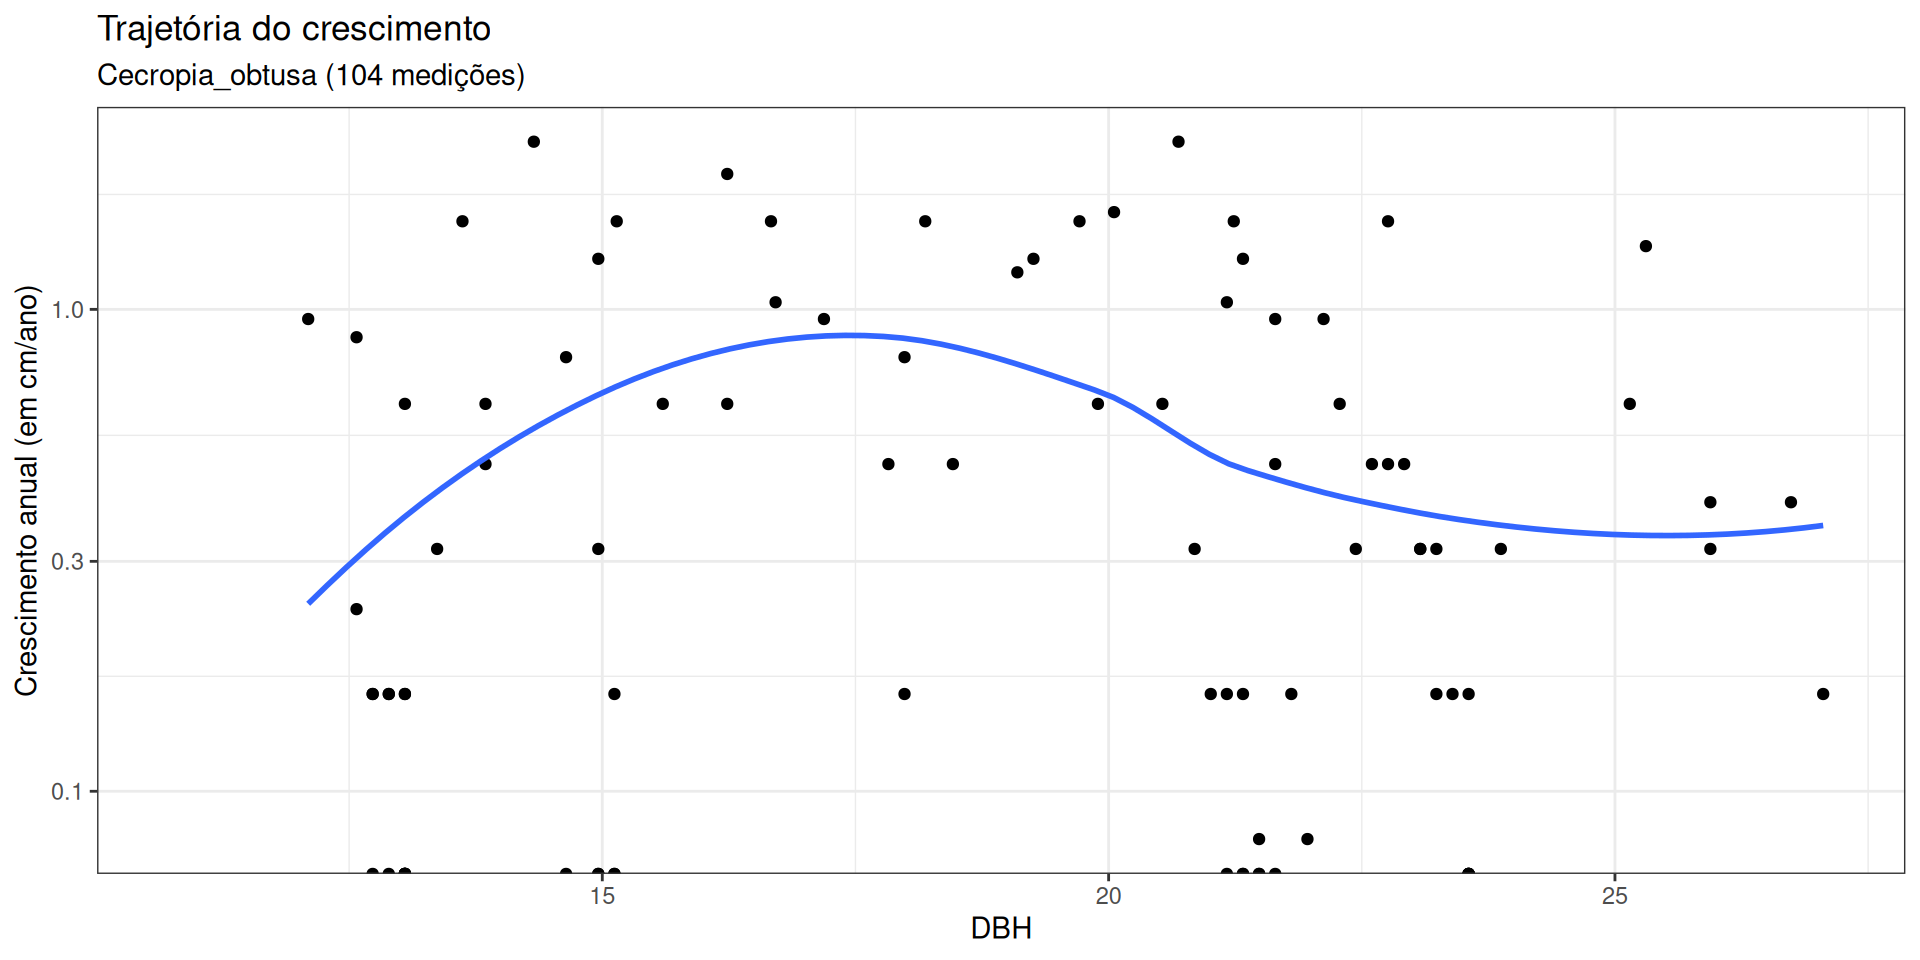 Trajetória do crescimento
Cecropia_obtusa (104 medições)
Crescimento anual (em cm/ano)
1.0
0.3
0.1
15
20
25
DBH